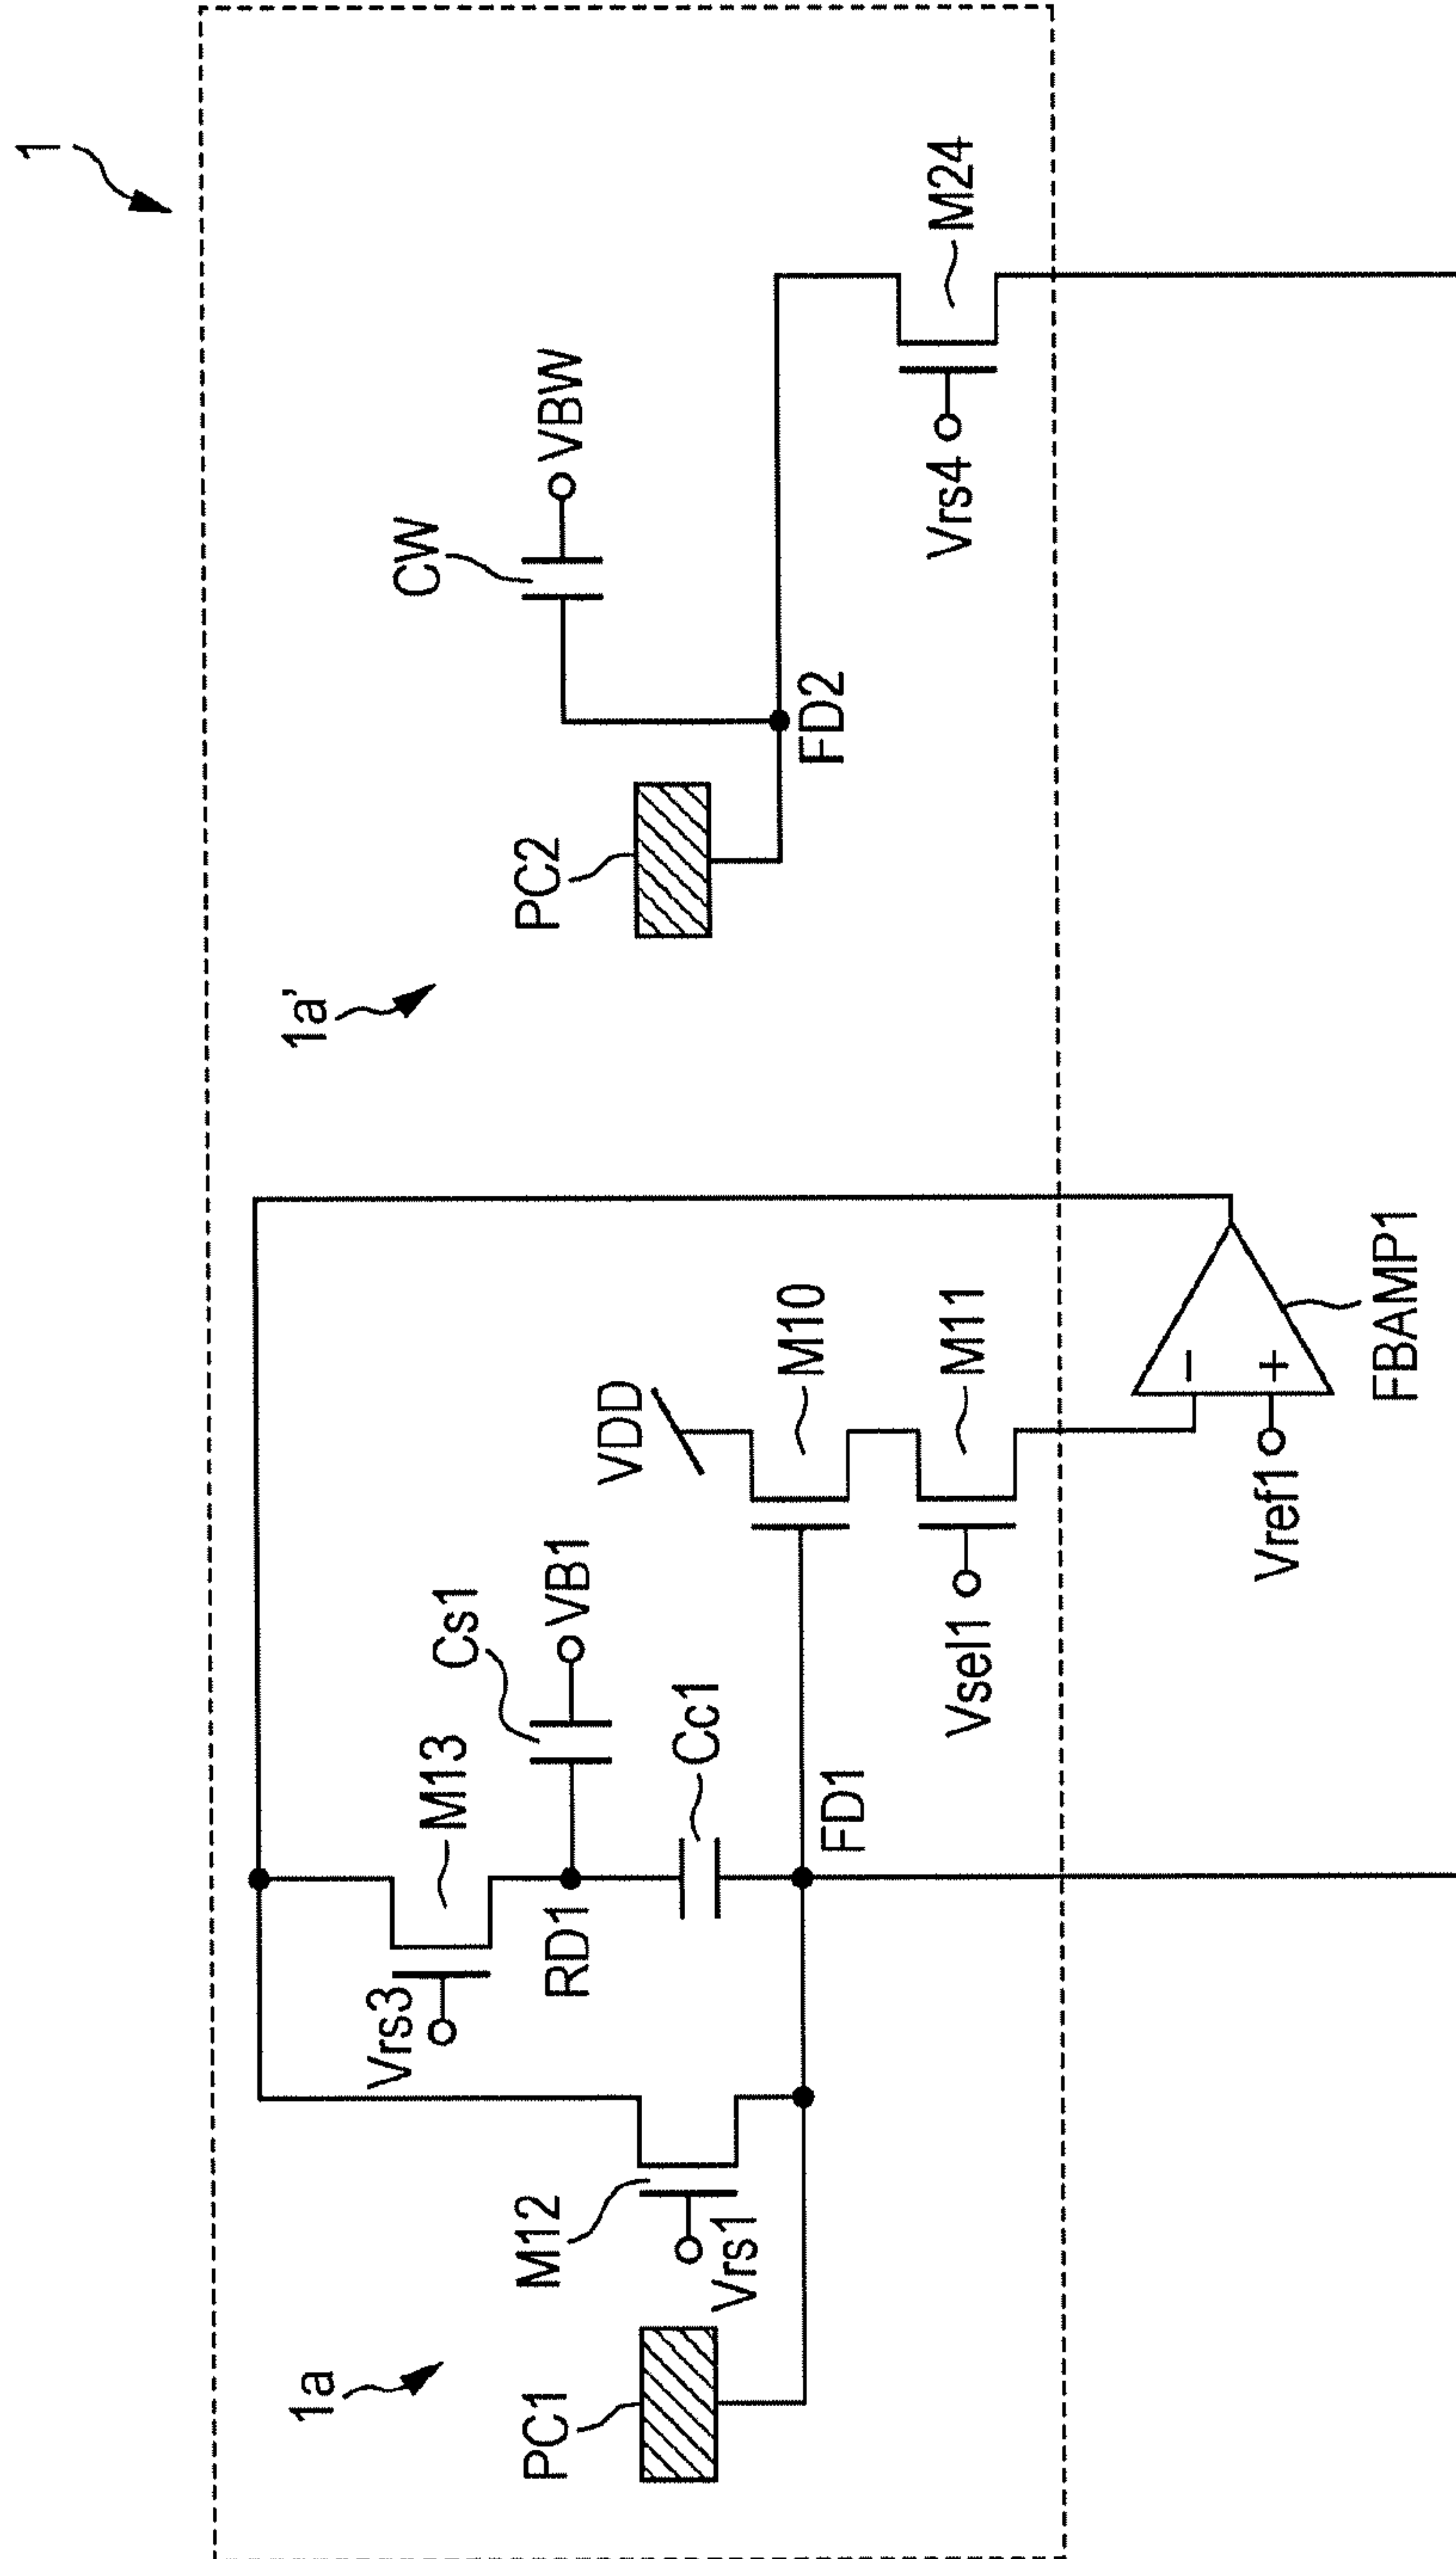 1
1a
1a'
PC1
M12
Vrs1
Vrs3
M13
RD1
Cs1
VB1
Cc1
FD1
VDD
M10
M11
Vsel1
Vref1
−
+
FBAMP1
PC2
FD2
CW
VBW
Vrs4
M24